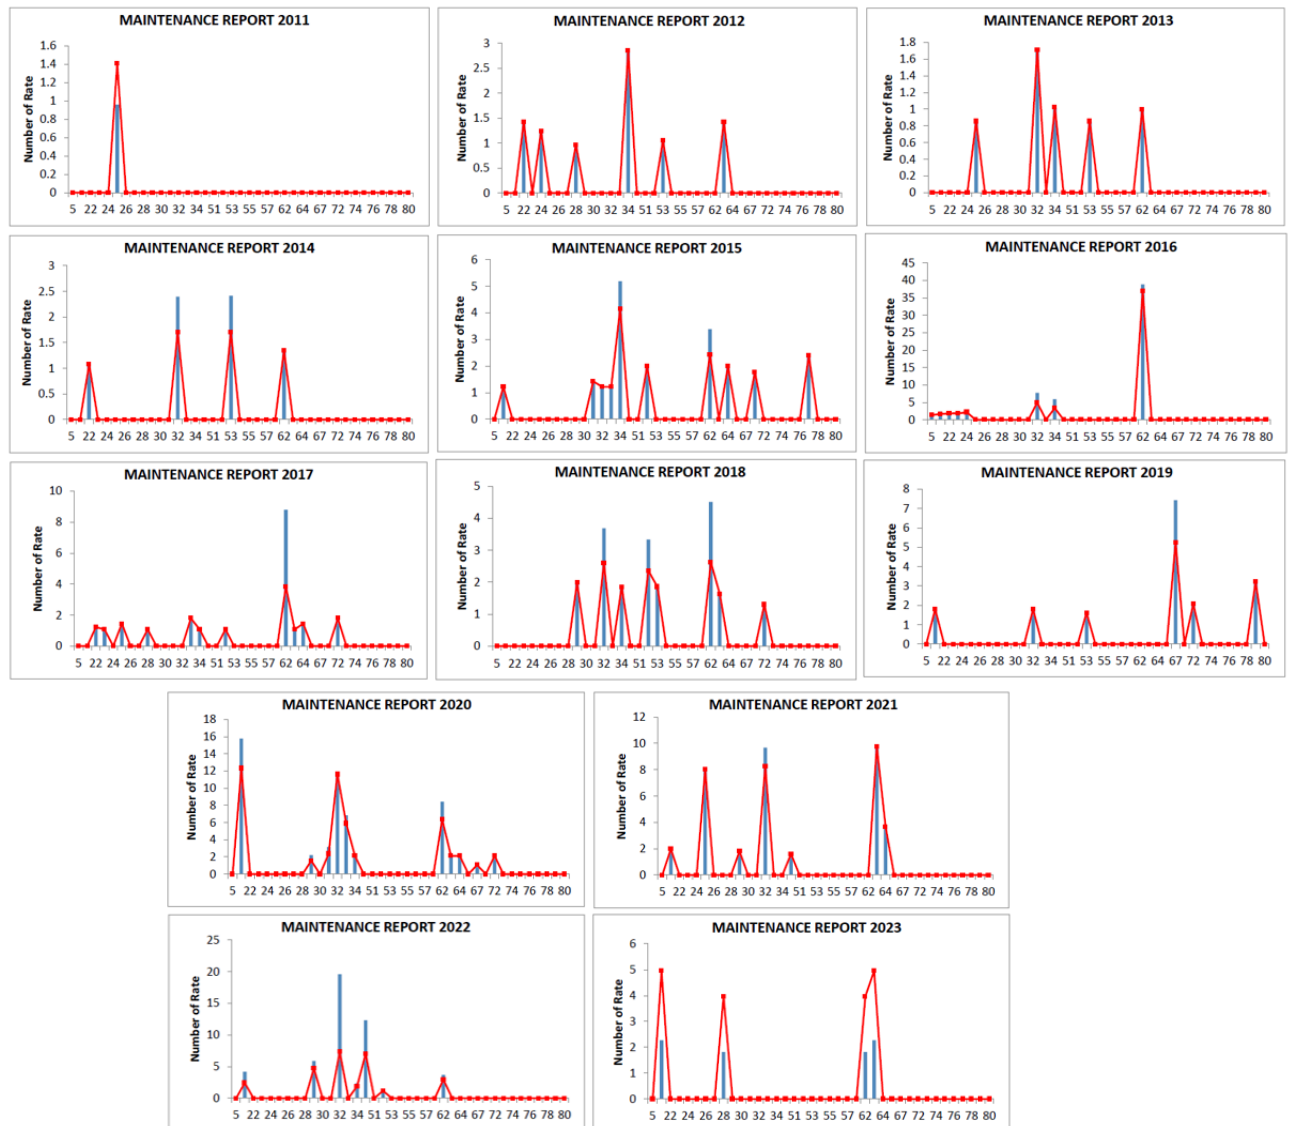 MAINTENANCE REPORT 2011
Number of Rate
1.6
1.4
1.2
1
0.8
0.6
0.4
0.2
0
5 22 24 26 28 30 32 34 51 53 55 57 62 64 67 72 74 76 78 80
MAINTENANCE REPORT 2012
Number of Rate
3
2.5
2
1.5
1
0.5
0
5 22 24 28 30 32 34 51 53 55 57 62 64 67 72 74 76 78 80
MAINTENANCE REPORT 2013
Number of Rate
1.8
1.6
1.4
1.2
1
0.8
0.6
0.4
0.2
0
5 22 24 26 28 30 32 34 51 53 55 57 62 64 67 72 74 76 78 80
MAINTENANCE REPORT 2014
Number of Rate
3
2.5
2
1.5
1
0.5
0
5 22 24 26 28 30 32 34 51 53 55 57 62 64 67 72 74 76 78 80
MAINTENANCE REPORT 2015
Number of Rate
6
5
4
3
2
1
0
5 22 24 26 28 30 32 34 51 53 55 57 62 64 67 72 74 76 78 80
MAINTENANCE REPORT 2016
Number of Rate
45
40
35
30
25
20
15
10
5
0
5 22 24 26 28 30 32 34 51 53 55 57 62 64 67 72 74 76 78 80
MAINTENANCE REPORT 2017
Number of Rate
10
8
6
4
2
0
5 22 24 26 28 30 32 34 51 53 55 57 62 64 67 72 74 76 78 80
MAINTENANCE REPORT 2018
Number of Rate
5
4
3
2
1
0
5 22 24 26 28 30 32 34 51 53 55 57 62 64 67 72 74 76 78 80
MAINTENANCE REPORT 2019
Number of Rate
8
7
6
5
4
3
2
1
0
5 22 24 26 28 30 32 34 51 53 55 57 62 64 67 72 74 76 78 80
MAINTENANCE REPORT 2020
Number of Rate
18
16
14
12
10
8
6
4
2
0
5 22 24 26 28 30 32 34 51 53 55 57 62 64 67 72 74 76 78 80
MAINTENANCE REPORT 2021
Number of Rate
12
10
8
6
4
2
0
5 22 24 26 28 30 32 34 51 53 55 57 62 64 67 72 74 76 78 80
MAINTENANCE REPORT 2022
Number of Rate
25
20
15
10
5
0
5 22 24 26 28 30 32 34 51 53 55 57 62 64 67 72 74 76 78 80
MAINTENANCE REPORT 2023
Number of Rate
6
5
4
3
2
1
0
5 22 24 26 28 30 32 34 51 53 55 57 62 64 67 72 74 76 78 80